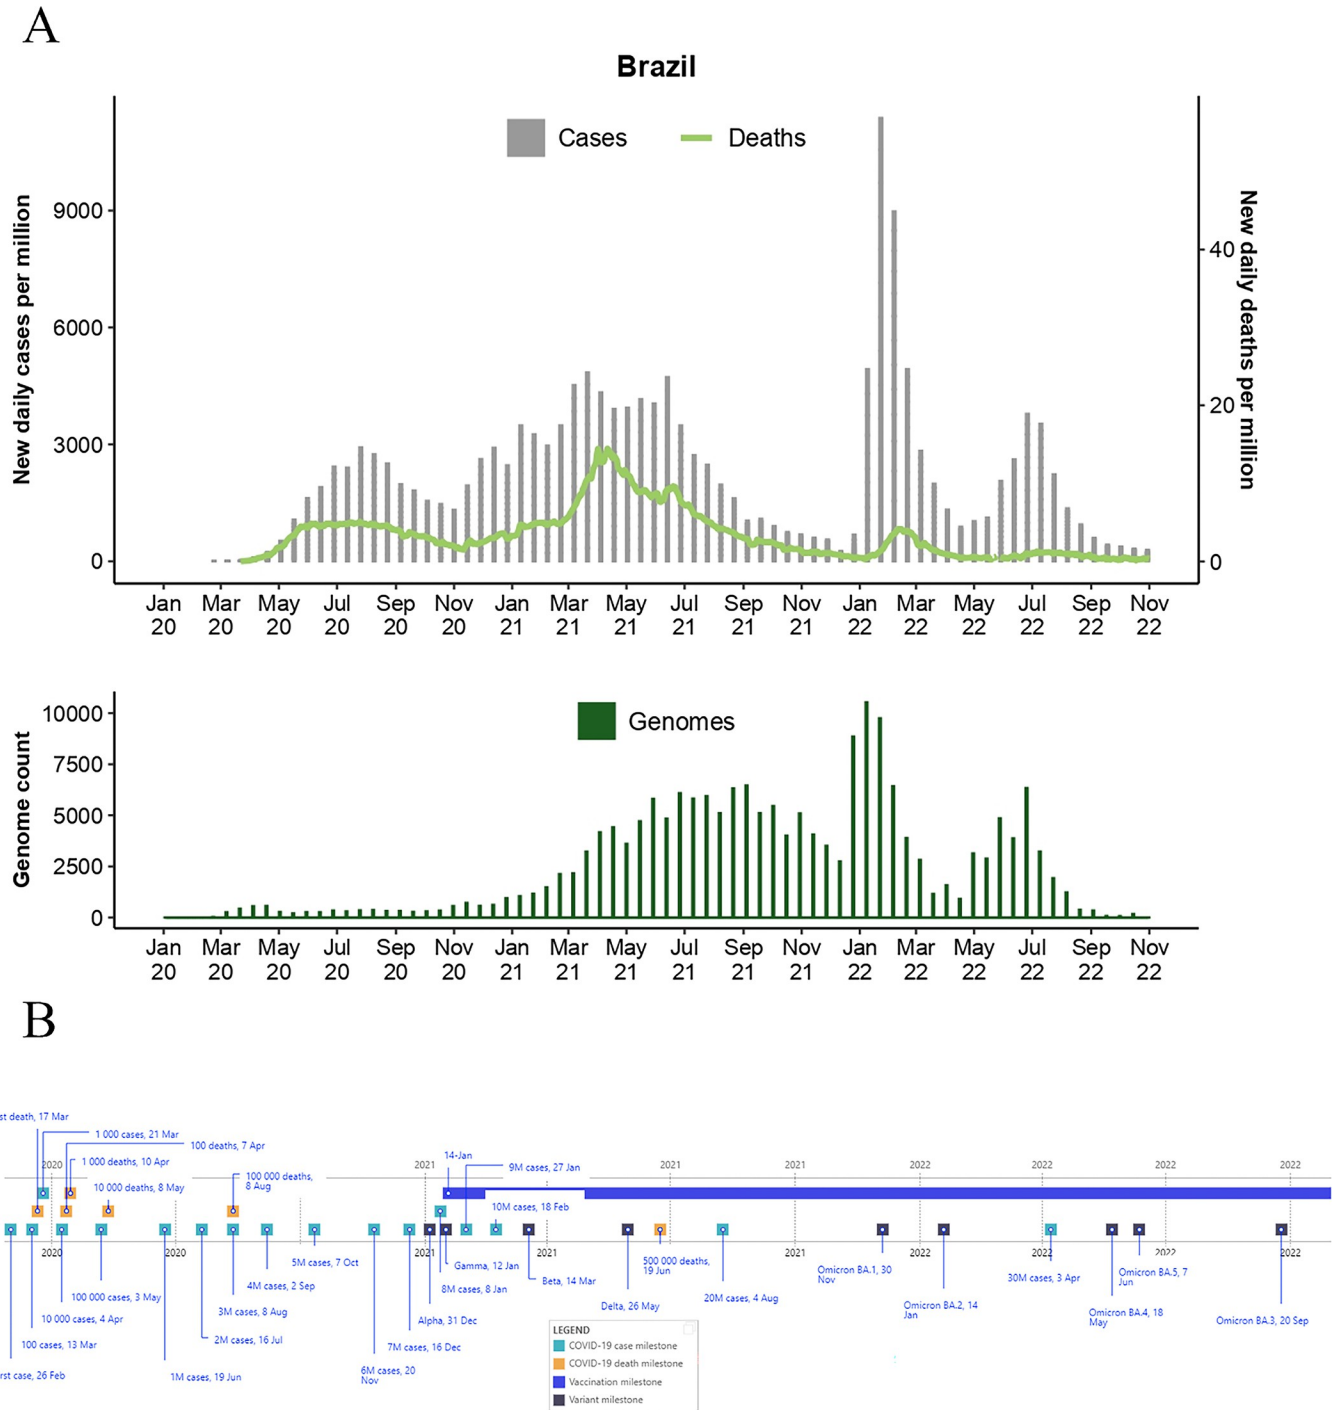 A
Brazil
Cases
Deaths
New daily cases per million
9000
6000
3000
0
New daily deaths per million
40
20
0
Jan Mar May Jul Sep Nov Jan Mar May Jul Sep Nov Jan Mar May Jul Sep Nov
20 20 20 20 20 20 21 21 21 21 21 21 22 22 22 22 22 22
Genomes
Genome count
10000
7500
5000
2500
0
Jan Mar May Jul Sep Nov Jan Mar May Jul Sep Nov Jan Mar May Jul Sep Nov
20 20 20 20 20 20 21 21 21 21 21 21 22 22 22 22 22 22
B
st death, 17 Mar
1 000 cases, 21 Mar
100 deaths, 7 Apr
14-Jan
2020 2021 2021 2021 2022 2022 2022 2022
1 000 deaths, 10 Apr
9M cases, 27 Jan
100 000 deaths,
8 Aug
10 000 deaths, 8 May
10M cases, 18 Feb
2020 2020 2021 2021 2021 2022 2022 2022 2022
5M cases, 7 Oct
Gamma, 12 Jan
500 000 deaths,
19 Jun
Omicron BA.1, 30
Nov
Omicron BA.5, 7
Jun
30M cases, 3 Apr
4M cases, 2 Sep
8M cases, 8 Jan
Beta, 14 Mar
100 000 cases, 3 May
20M cases, 4 Aug
3M cases, 8 Aug
Delta, 26 May
Omicron BA.2, 14
Jan
Omicron BA.4, 18
May
10 000 cases, 4 Apr
Alpha, 31 Dec
Omicron BA.3, 20 Sep
2M cases, 16 Jul
100 cases, 13 Mar
7M cases, 16 Dec
rst case, 26 Feb
1M cases, 19 Jun
6M cases, 20
Nov
LEGEND
COVID-19 case milestone
COVID-19 death milestone
Vaccination milestone
Variant milestone